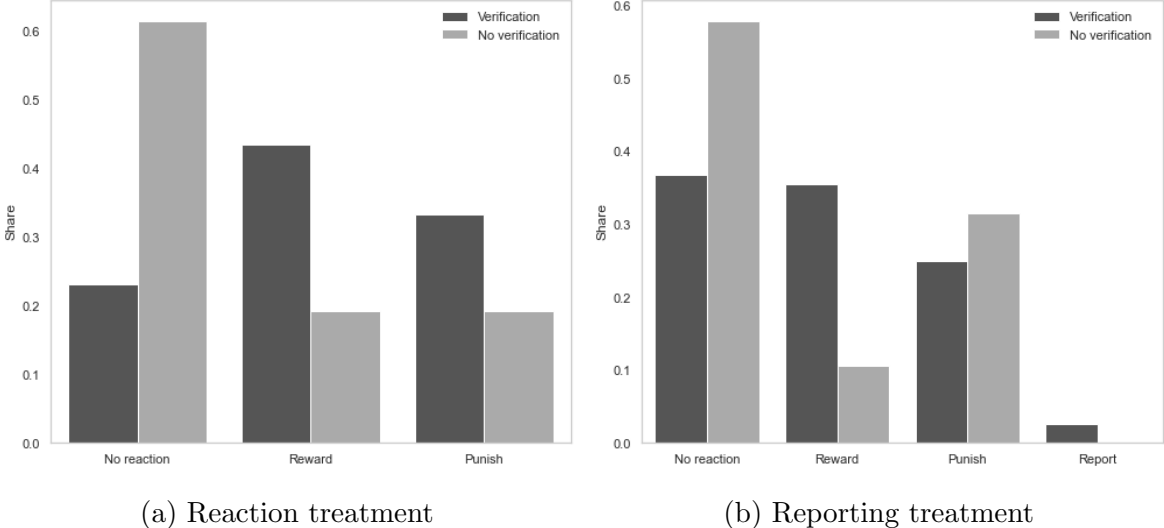 Verification
No verification
0.6
0.5
0.4
0.3
0.2
0.1
0.0
Share
No reaction
Reward
Punish
(a) Reaction treatment
Verification
No verification
0.6
0.5
0.4
0.3
0.2
0.1
0.0
Share
No reaction
Reward
Punish
Report
(b) Reporting treatment